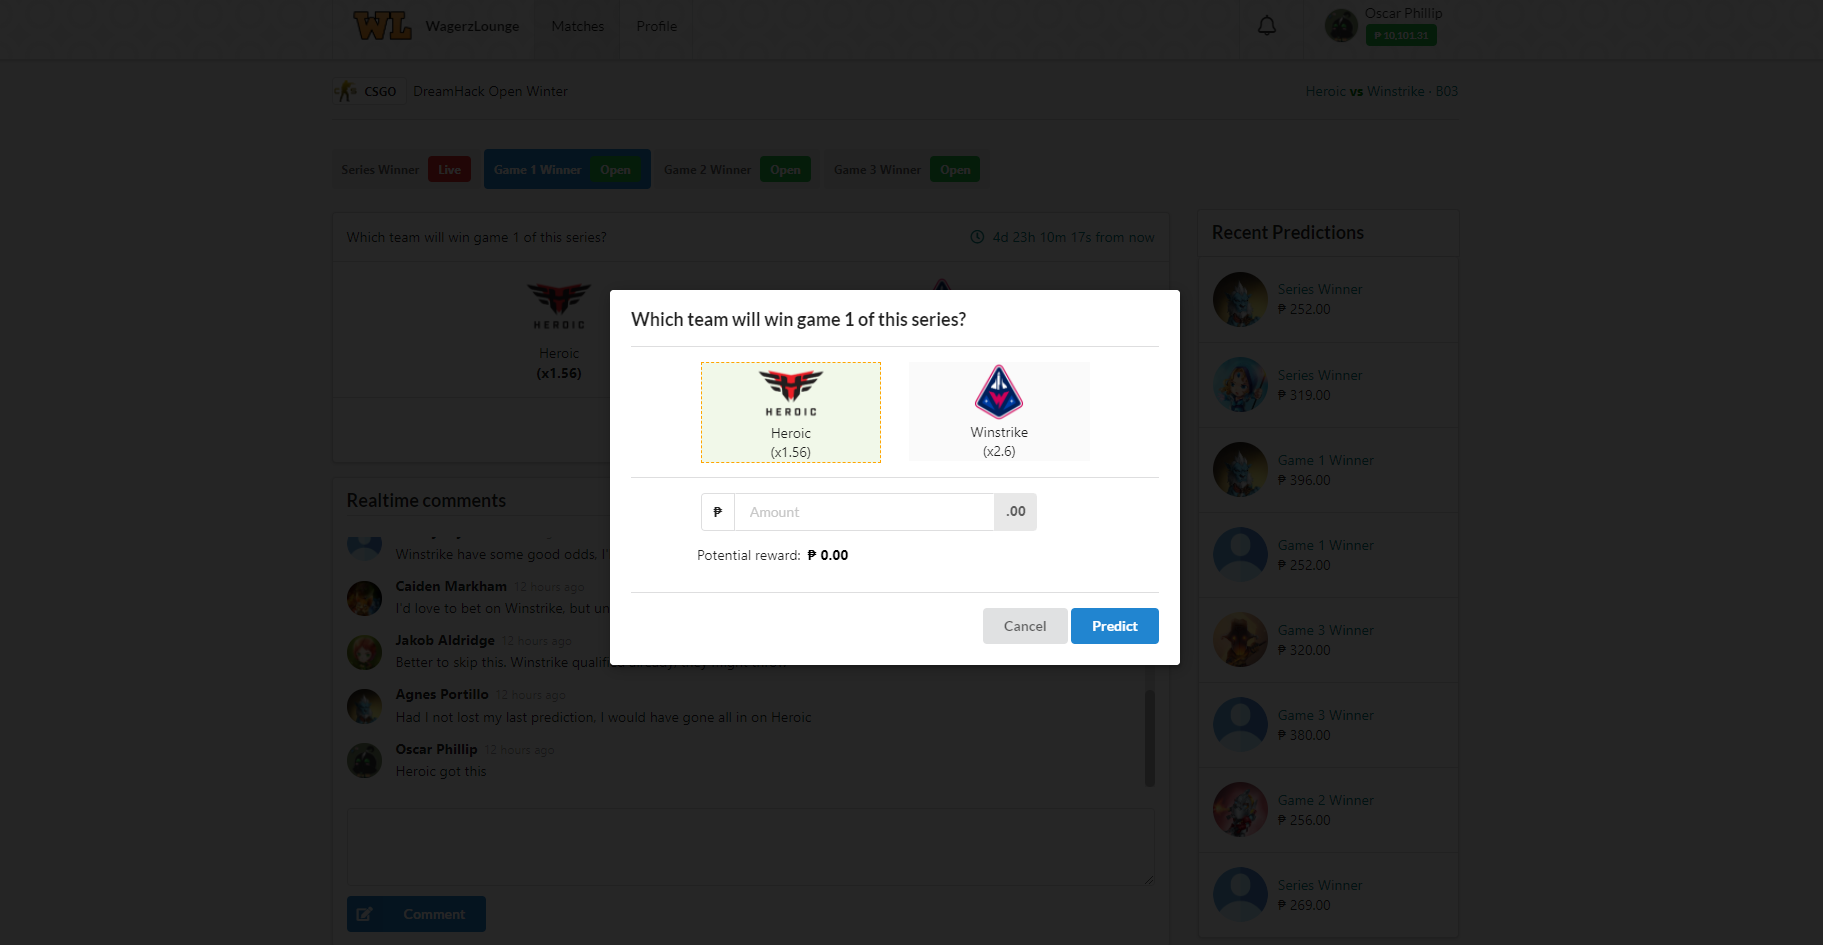 WL WagerzLounge Matches Profile
Oscar Phillip
₱ 10,101.31
CSGO DreamHack Open Winter
Heroic vs Winstrike - B03
Series Winner Live
Game 1 Winner Open
Game 2 Winner Open
Game 3 Winner Open
Which team will win game 1 of this series?
4d 23h 10m 17s from now
HEROIC
Heroic
(x1.56)
Which team will win game 1 of this series?
HEROIC
Heroic
(x1.56)
W
Winstrike
(x2.6)
₱ Amount .00
Potential reward: ₱ 0.00
Cancel Predict
Realtime comments
Winstrike have some good odds.
Caiden Markham 12 hours ago
I'd love to bet on Winstrike, but
Jakob Aldridge 12 hours ago
Better to skip this. Winstrike
Agnes Portillo 12 hours ago
Had I not lost my last prediction, I would have gone all in on Heroic
Oscar Phillip 12 hours ago
Heroic got this
Comment
Recent Predictions
Series Winner
₱ 252.00
Series Winner
₱ 319.00
Game 1 Winner
₱ 396.00
Game 1 Winner
₱ 252.00
Game 3 Winner
₱ 320.00
Game 3 Winner
₱ 380.00
Game 2 Winner
₱ 256.00
Series Winner
₱ 269.00